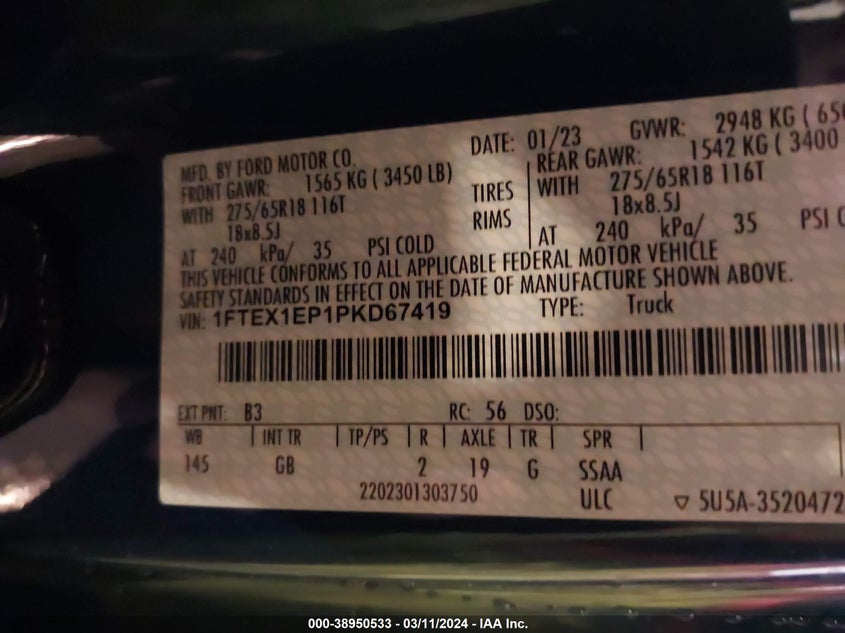 MFD. BY FORD MOTOR CO.
DATE: 01/23 GVWR: 2948 KG ( 650
FRONT GAWR: 1565 KG ( 3450 LB)
REAR GAWR: 1542 KG ( 3400
WITH 275/65R18 116T TIRES WITH 275/65R18 116T
18x8.5J RIMS 18x8.5J
AT 240 kPa/ 35 PSI COLD AT 240 kPa/ 35 PSI C
THIS VEHICLE CONFORMS TO ALL APPLICABLE FEDERAL MOTOR VEHICLE
SAFETY STANDARDS IN EFFECT ON THE DATE OF MANUFACTURE SHOWN ABOVE.
VIN: 1FTEX1EP1PKD67419 TYPE: Truck
EXT PNT: B3 RC: 56 DSO:
WB | INT TR | TP/PS | R | AXLE | TR | SPR |
145 GB 2 19 G SSAA
2202301303750 ULC ▽ 5U5A-3520472
000-38950533 - 03/11/2024 - IAA Inc.